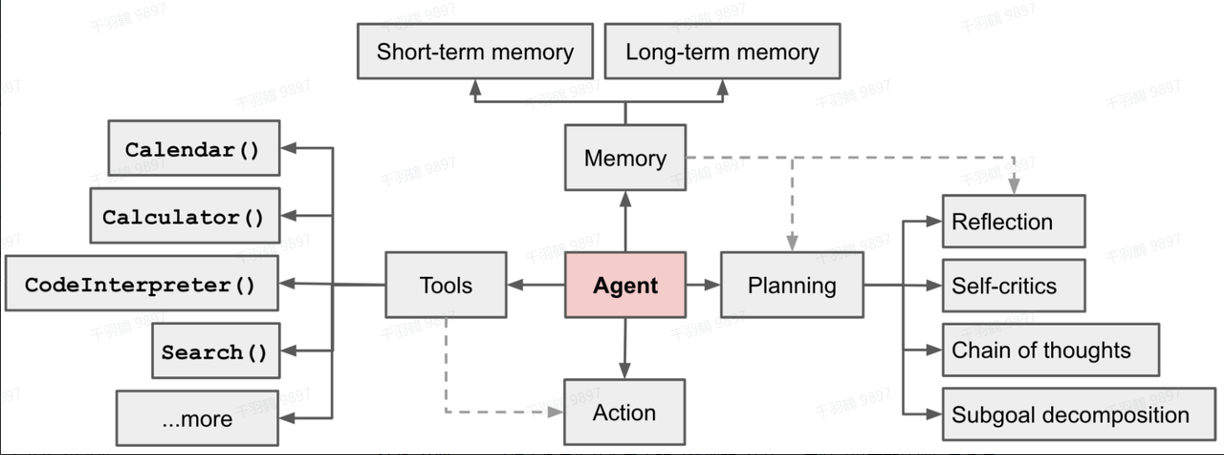 Short-term memory
Long-term memory
Calendar()
Memory
Calculator()
Reflection
CodeInterpreter()
Tools
Agent
Planning
Self-critics
Search()
Chain of thoughts
...more
Action
Subgoal decomposition
千羽鹤 9897